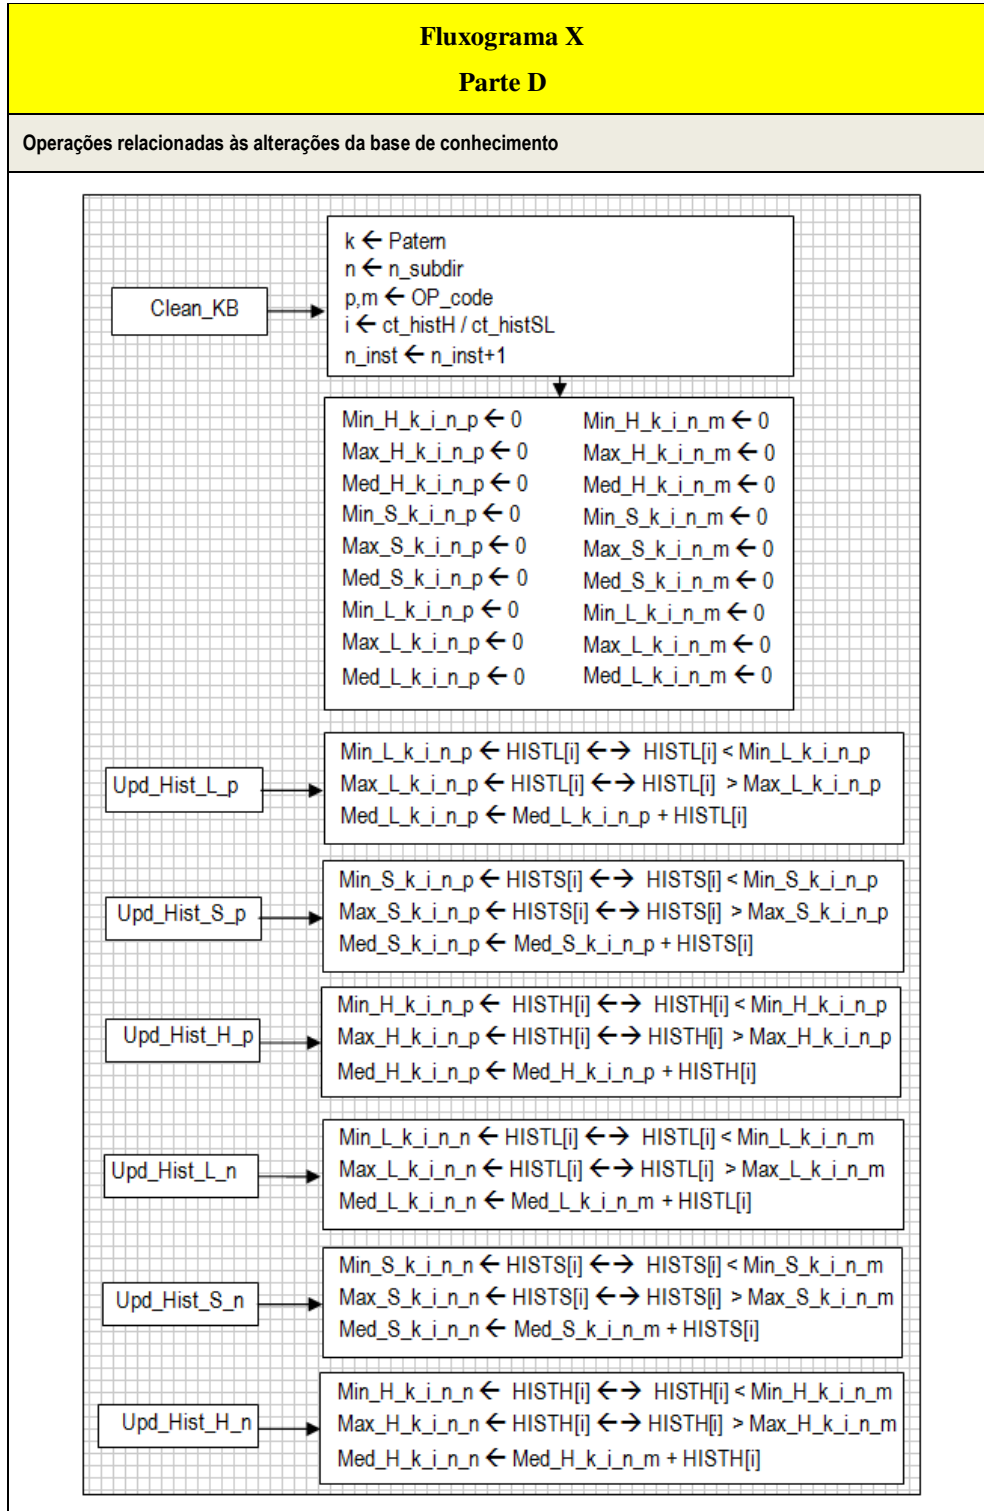 Fluxograma X
Parte D
Operações relacionadas às alterações da base de conhecimento
Clean_KB
k ← Patern
n ← n_subdir
p,m ← OP_code
i ← ct_histH / ct_histSL
n_inst ← n_inst+1
Min_H_k_i_n_p ← 0 Min_H_k_i_n_m ← 0
Max_H_k_i_n_p ← 0 Max_H_k_i_n_m ← 0
Med_H_k_i_n_p ← 0 Med_H_k_i_n_m ← 0
Min_S_k_i_n_p ← 0 Min_S_k_i_n_m ← 0
Max_S_k_i_n_p ← 0 Max_S_k_i_n_m ← 0
Med_S_k_i_n_p ← 0 Med_S_k_i_n_m ← 0
Min_L_k_i_n_p ← 0 Min_L_k_i_n_m ← 0
Max_L_k_i_n_p ← 0 Max_L_k_i_n_m ← 0
Med_L_k_i_n_p ← 0 Med_L_k_i_n_m ← 0
Upd_Hist_L_p
Min_L_k_i_n_p ← HISTL[i] ←→ HISTL[i] < Min_L_k_i_n_p
Max_L_k_i_n_p ← HISTL[i] ←→ HISTL[i] > Max_L_k_i_n_p
Med_L_k_i_n_p ← Med_L_k_i_n_p + HISTL[i]
Upd_Hist_S_p
Min_S_k_i_n_p ← HISTS[i] ←→ HISTS[i] < Min_S_k_i_n_p
Max_S_k_i_n_p ← HISTS[i] ←→ HISTS[i] > Max_S_k_i_n_p
Med_S_k_i_n_p ← Med_S_k_i_n_p + HISTS[i]
Upd_Hist_H_p
Min_H_k_i_n_p ← HISTH[i] ←→ HISTH[i] < Min_H_k_i_n_p
Max_H_k_i_n_p ← HISTH[i] ←→ HISTH[i] > Max_H_k_i_n_p
Med_H_k_i_n_p ← Med_H_k_i_n_p + HISTH[i]
Upd_Hist_L_n
Min_L_k_i_n_n ← HISTL[i] ←→ HISTL[i] < Min_L_k_i_n_m
Max_L_k_i_n_n ← HISTL[i] ←→ HISTL[i] > Max_L_k_i_n_m
Med_L_k_i_n_n ← Med_L_k_i_n_m + HISTL[i]
Upd_Hist_S_n
Min_S_k_i_n_n ← HISTS[i] ←→ HISTS[i] < Min_S_k_i_n_m
Max_S_k_i_n_n ← HISTS[i] ←→ HISTS[i] > Max_S_k_i_n_m
Med_S_k_i_n_n ← Med_S_k_i_n_m + HISTS[i]
Upd_Hist_H_n
Min_H_k_i_n_n ← HISTH[i] ←→ HISTH[i] < Min_H_k_i_n_m
Max_H_k_i_n_n ← HISTH[i] ←→ HISTH[i] > Max_H_k_i_n_m
Med_H_k_i_n_n ← Med_H_k_i_n_m + HISTH[i]